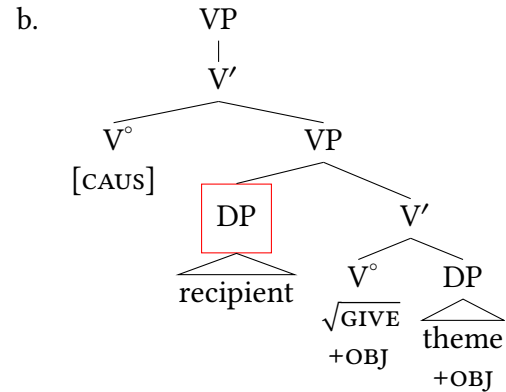 b. VP
V′
V° VP
[CAUS]
DP V′
recipient V° DP
√GIVE theme
+OBJ +OBJ